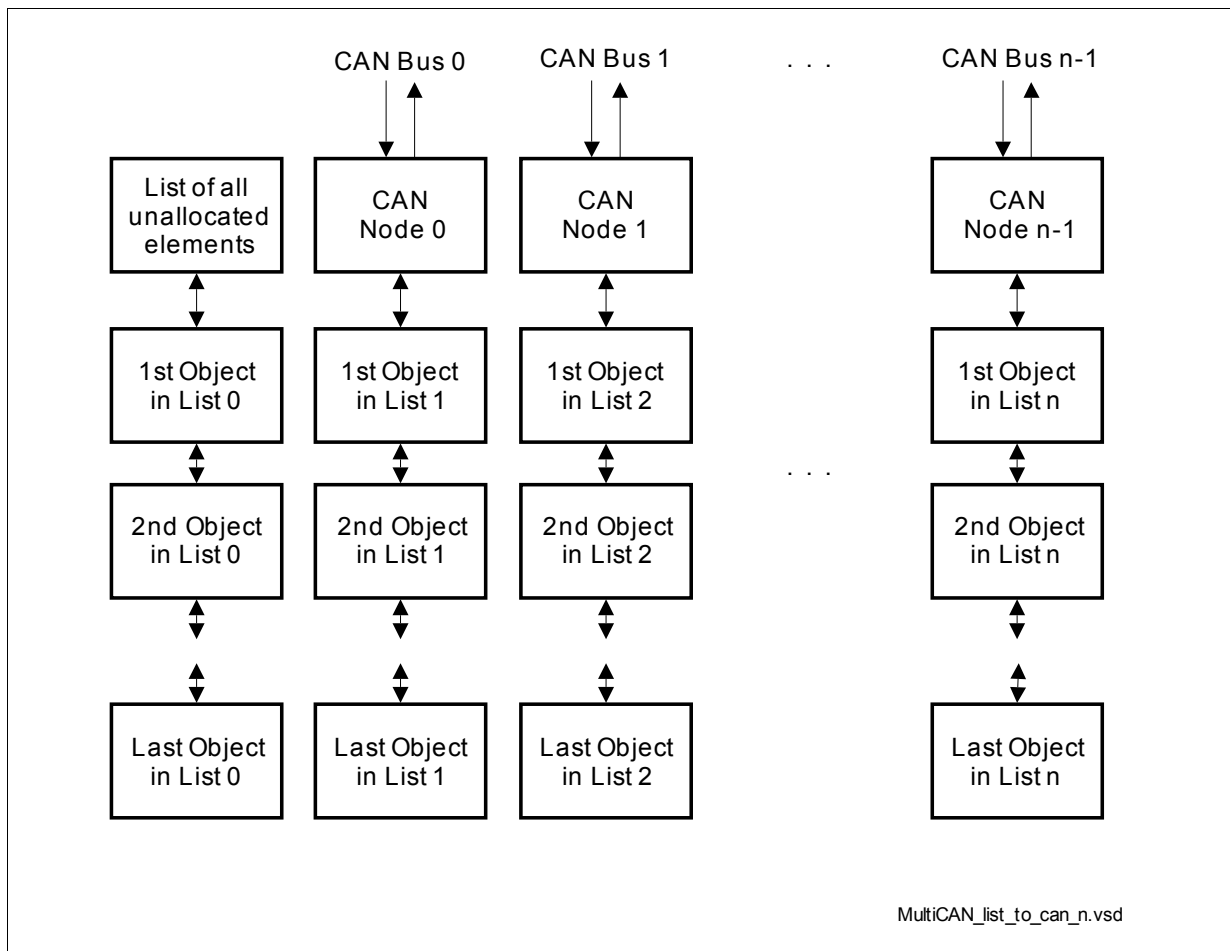 CAN Bus 0
CAN Bus 1
. . .
CAN Bus n-1
List of all
unallocated
elements
CAN
Node 0
CAN
Node 1
CAN
Node n-1
1st Object
in List 0
1st Object
in List 1
1st Object
in List 2
1st Object
in List n
. . .
2nd Object
in List 0
2nd Object
in List 1
2nd Object
in List 2
2nd Object
in List n
Last Object
in List 0
Last Object
in List 1
Last Object
in List 2
Last Object
in List n
MultiCAN_list_to_can_n.vsd